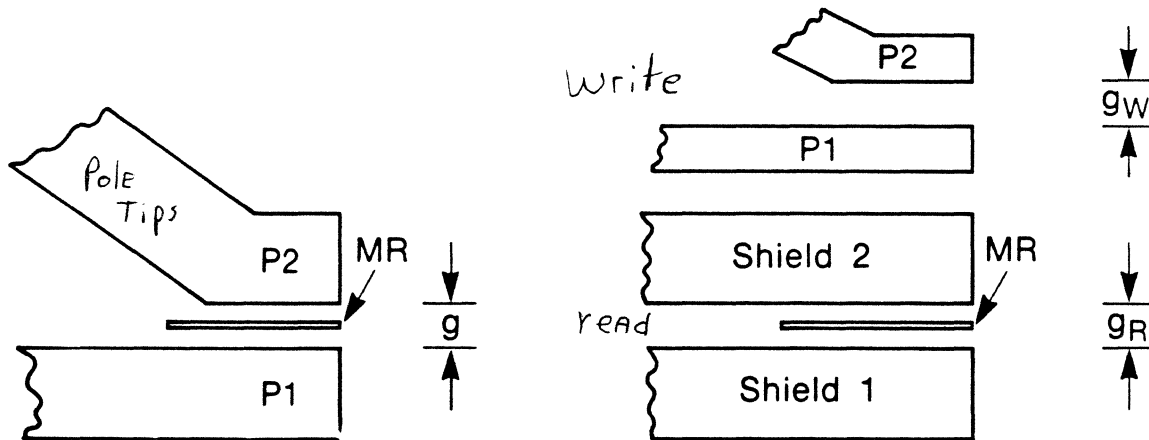 Pole
Tips
P2
MR
g
P1
Write
P2
gW
P1
Shield 2
MR
read
gR
Shield 1